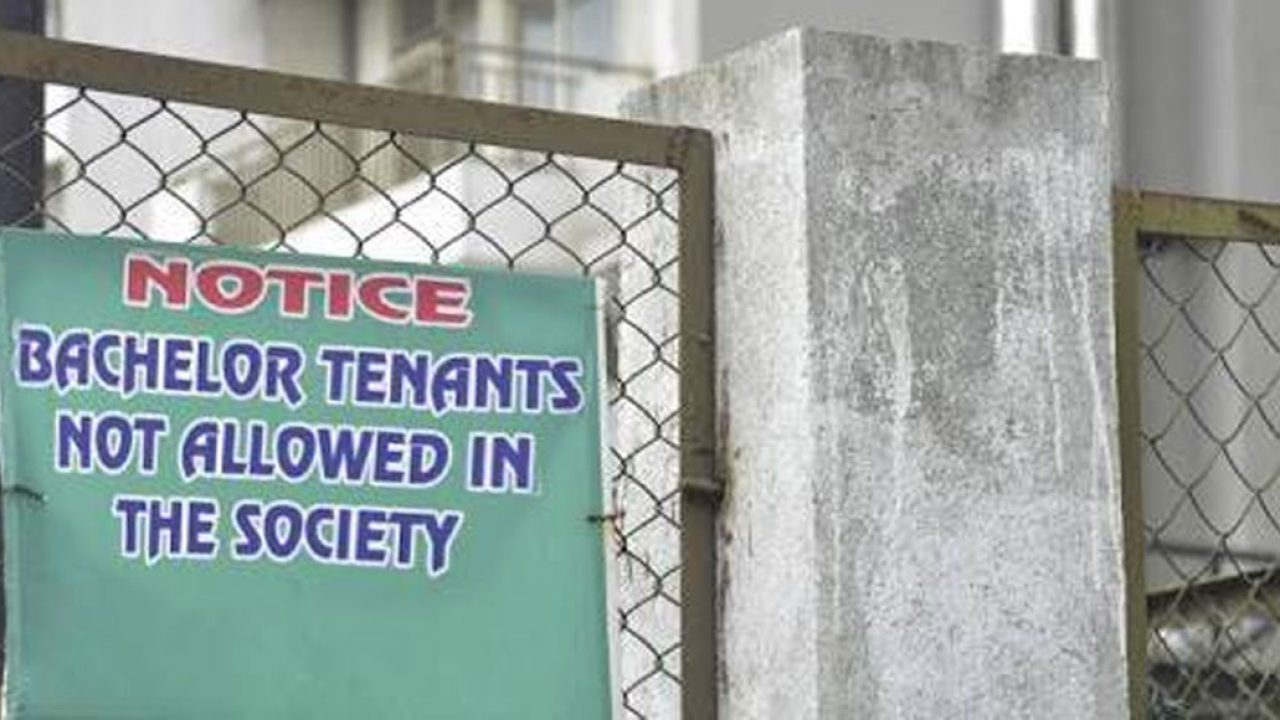 NOTICE
BACHELOR TENANTS
NOT ALLOWED IN
THE SOCIETY